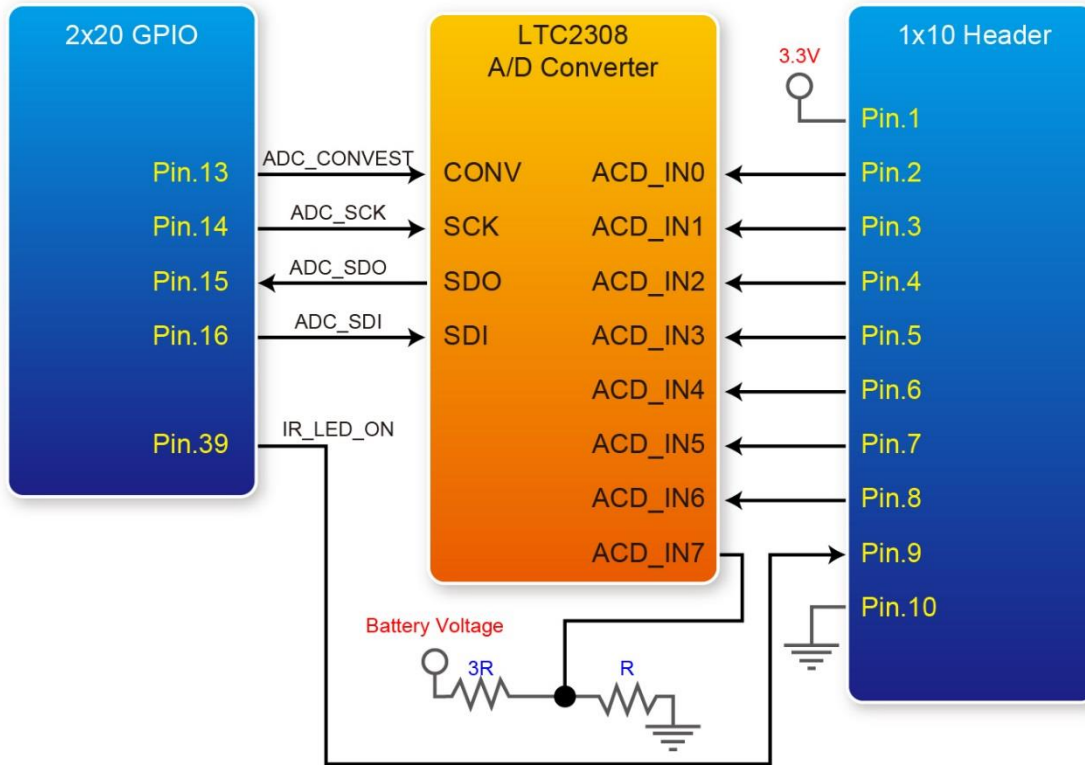 2x20 GPIO
Pin.13
Pin.14
Pin.15
Pin.16
Pin.39
ADC_CONVEST
ADC_SCK
ADC_SDO
ADC_SDI
IR_LED_ON
LTC2308
A/D Converter
CONV
SCK
SDO
SDI
ACD_IN0
ACD_IN1
ACD_IN2
ACD_IN3
ACD_IN4
ACD_IN5
ACD_IN6
ACD_IN7
Battery Voltage
3R
R
3.3V
1x10 Header
Pin.1
Pin.2
Pin.3
Pin.4
Pin.5
Pin.6
Pin.7
Pin.8
Pin.9
Pin.10